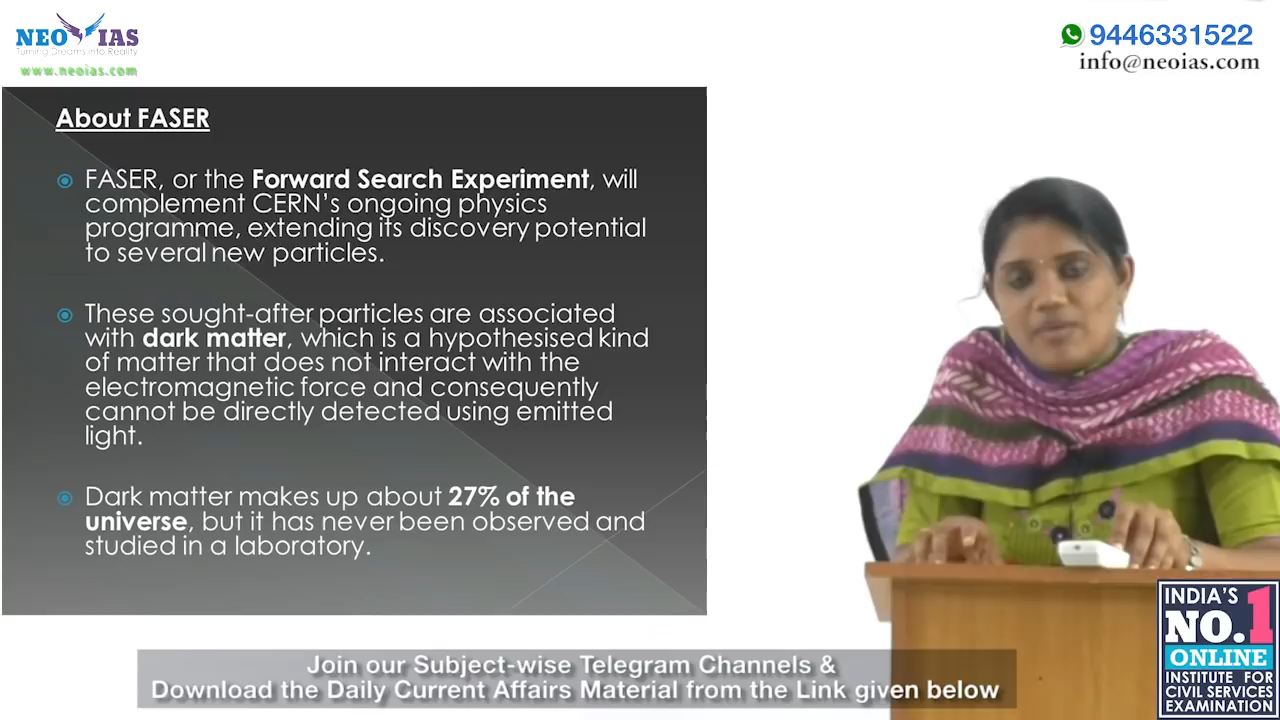 NEO IAS
Turning Dreams into Reality
www.neoias.com
9446331522
info@neoias.com
About FASER
FASER, or the Forward Search Experiment, will
complement CERN's ongoing physics
programme, extending its discovery potential
to several new particles.
These sought-after particles are associated
with dark matter, which is a hypothesised kind
of matter that does not interact with the
electromagnetic force and consequently
cannot be directly detected using emitted
light.
Dark matter makes up about 27% of the
universe, but it has never been observed and
studied in a laboratory.
INDIA'S
NO.1
ONLINE
INSTITUTE FOR
CIVIL SERVICES
EXAMINATION
Join our Subject-wise Telegram Channels &
Download the Daily Current Affairs Material from the Link given below